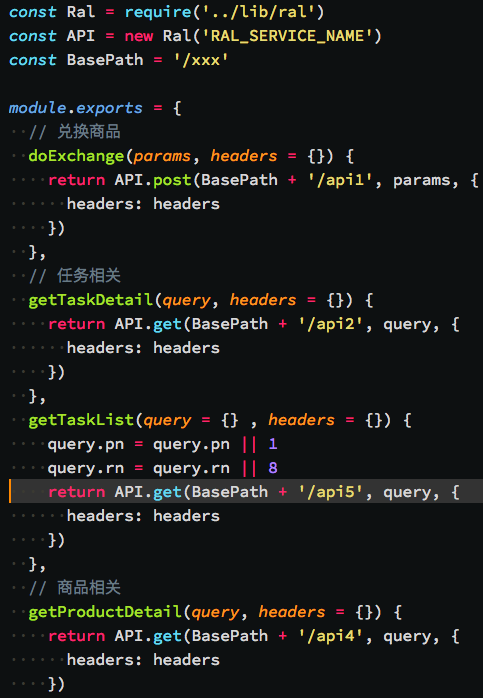 const Ral = require('../lib/ral')
const API = new Ral('RAL_SERVICE_NAME')
const BasePath = '/xxx'

module.exports = {
  // 兑换商品
  doExchange(params, headers = {}) {
    return API.post(BasePath + '/api1', params, {
      headers: headers
    })
  },
  // 任务相关
  getTaskDetail(query, headers = {}) {
    return API.get(BasePath + '/api2', query, {
      headers: headers
    })
  },
  getTaskList(query = {} , headers = {}) {
    query.pn = query.pn || 1
    query.rn = query.rn || 8
    return API.get(BasePath + '/api5', query, {
      headers: headers
    })
  },
  // 商品相关
  getProductDetail(query, headers = {}) {
    return API.get(BasePath + '/api4', query, {
      headers: headers
    })